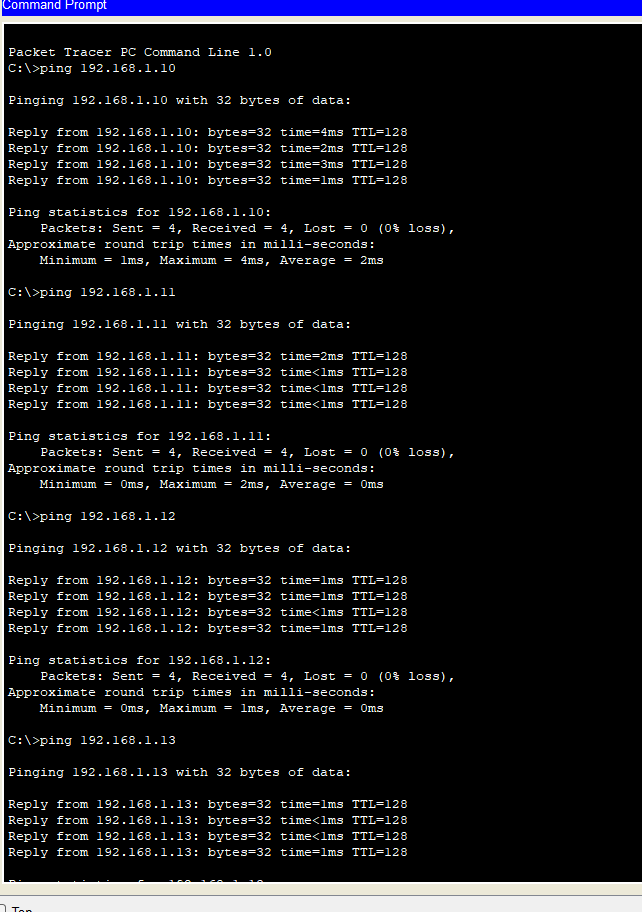 Command Prompt
Packet Tracer PC Command Line 1.0
C:\>ping 192.168.1.10
Pinging 192.168.1.10 with 32 bytes of data:
Reply from 192.168.1.10: bytes=32 time=4ms TTL=128
Reply from 192.168.1.10: bytes=32 time=2ms TTL=128
Reply from 192.168.1.10: bytes=32 time=3ms TTL=128
Reply from 192.168.1.10: bytes=32 time=1ms TTL=128
Ping statistics for 192.168.1.10:
    Packets: Sent = 4, Received = 4, Lost = 0 (0% loss),
Approximate round trip times in milli-seconds:
    Minimum = 1ms, Maximum = 4ms, Average = 2ms
C:\>ping 192.168.1.11
Pinging 192.168.1.11 with 32 bytes of data:
Reply from 192.168.1.11: bytes=32 time=2ms TTL=128
Reply from 192.168.1.11: bytes=32 time<1ms TTL=128
Reply from 192.168.1.11: bytes=32 time<1ms TTL=128
Reply from 192.168.1.11: bytes=32 time<1ms TTL=128
Ping statistics for 192.168.1.11:
    Packets: Sent = 4, Received = 4, Lost = 0 (0% loss),
Approximate round trip times in milli-seconds:
    Minimum = 0ms, Maximum = 2ms, Average = 0ms
C:\>ping 192.168.1.12
Pinging 192.168.1.12 with 32 bytes of data:
Reply from 192.168.1.12: bytes=32 time=1ms TTL=128
Reply from 192.168.1.12: bytes=32 time=1ms TTL=128
Reply from 192.168.1.12: bytes=32 time<1ms TTL=128
Reply from 192.168.1.12: bytes=32 time=1ms TTL=128
Ping statistics for 192.168.1.12:
    Packets: Sent = 4, Received = 4, Lost = 0 (0% loss),
Approximate round trip times in milli-seconds:
    Minimum = 0ms, Maximum = 1ms, Average = 0ms
C:\>ping 192.168.1.13
Pinging 192.168.1.13 with 32 bytes of data:
Reply from 192.168.1.13: bytes=32 time=1ms TTL=128
Reply from 192.168.1.13: bytes=32 time<1ms TTL=128
Reply from 192.168.1.13: bytes=32 time<1ms TTL=128
Reply from 192.168.1.13: bytes=32 time=1ms TTL=128